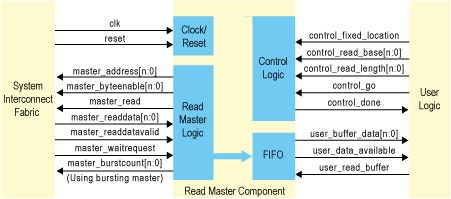 clk
reset
Clock/
Reset
control_fixed_location
control_read_base[n:0]
control_read_length[n:0]
control_go
control_done
Control
Logic
System
Interconnect
Fabric
master_address[n:0]
master_byteenable[n:0]
master_read
master_readdata[n:0]
master_readdatavalid
master_waitrequest
master_burstcount[n:0]
(Using bursting master)
Read
Master
Logic
FIFO
user_buffer_data[n:0]
user_data_available
user_read_buffer
User
Logic
Read Master Component